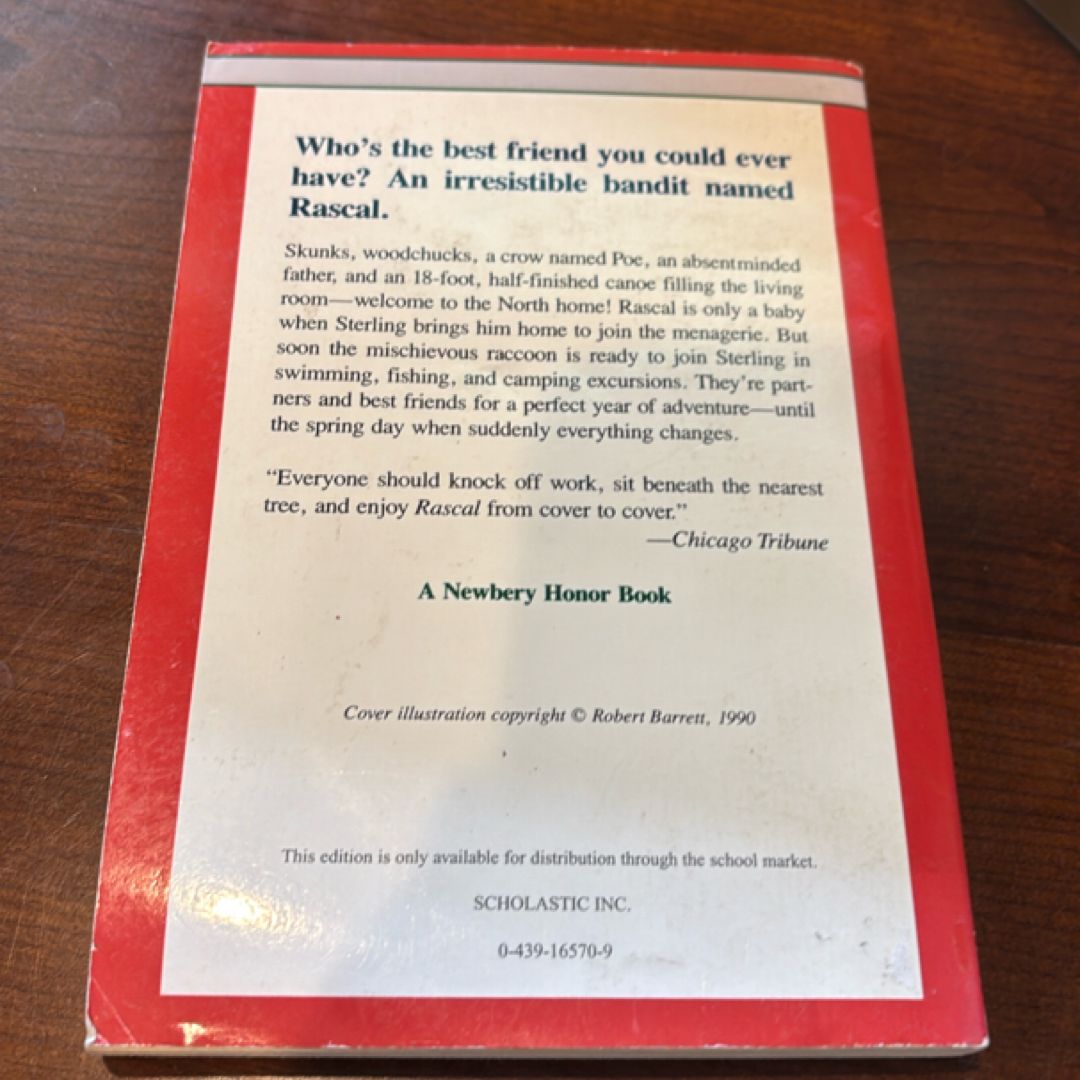 Who's the best friend you could ever
have? An irresistible bandit named
Rascal.
Skunks, woodchucks, a crow named Poe, an absentminded
father, and an 18-foot, half-finished canoe filling the living
room—welcome to the North home! Rascal is only a baby
when Sterling brings him home to join the menagerie. But
soon the mischievous raccoon is ready to join Sterling in
swimming, fishing, and camping excursions. They're part-
ners and best friends for a perfect year of adventure—until
the spring day when suddenly everything changes.
“Everyone should knock off work, sit beneath the nearest
tree, and enjoy Rascal from cover to cover.”
—Chicago Tribune
A Newbery Honor Book
Cover illustration copyright © Robert Barrett, 1990
This edition is only available for distribution through the school market.
SCHOLASTIC INC.
0-439-16570-9